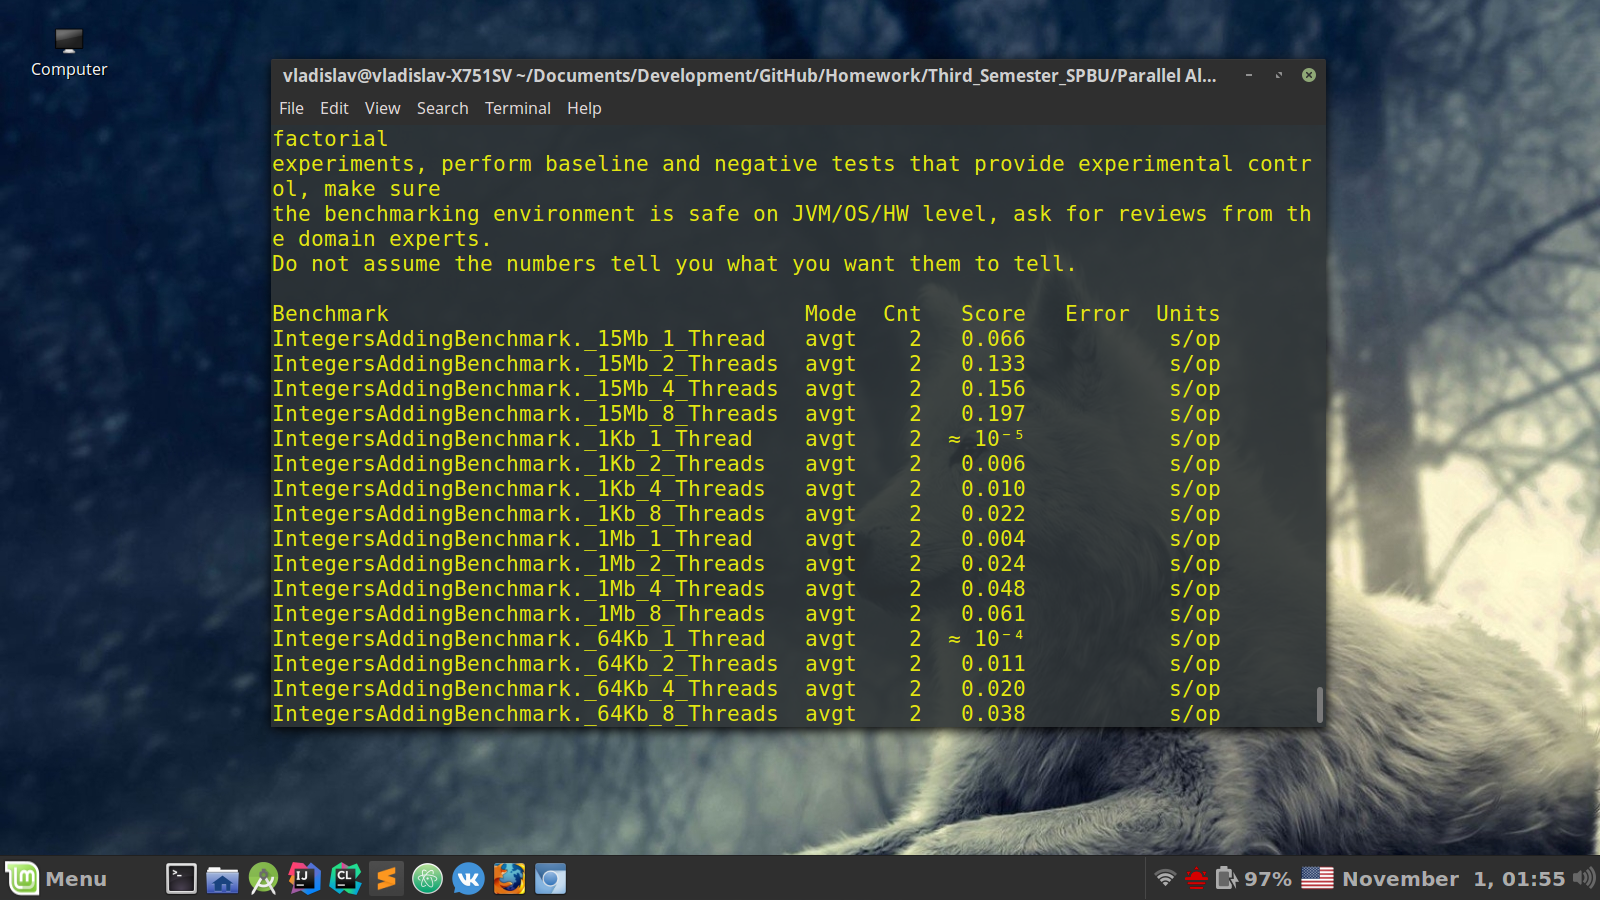 Computer
vladislav@vladislav-X751SV ~/Documents/Development/GitHub/Homework/Third_Semester_SPBU/Parallel Al...
File Edit View Search Terminal Help
factorial
experiments, perform baseline and negative tests that provide experimental contr
ol, make sure
the benchmarking environment is safe on JVM/OS/HW level, ask for reviews from th
e domain experts.
Do not assume the numbers tell you what you want them to tell.
Benchmark Mode Cnt Score Error Units
IntegersAddingBenchmark._15Mb_1_Thread avgt 2 0.066 s/op
IntegersAddingBenchmark._15Mb_2_Threads avgt 2 0.133 s/op
IntegersAddingBenchmark._15Mb_4_Threads avgt 2 0.156 s/op
IntegersAddingBenchmark._15Mb_8_Threads avgt 2 0.197 s/op
IntegersAddingBenchmark._1Kb_1_Thread avgt 2 ≈ 10⁻⁵ s/op
IntegersAddingBenchmark._1Kb_2_Threads avgt 2 0.006 s/op
IntegersAddingBenchmark._1Kb_4_Threads avgt 2 0.010 s/op
IntegersAddingBenchmark._1Kb_8_Threads avgt 2 0.022 s/op
IntegersAddingBenchmark._1Mb_1_Thread avgt 2 0.004 s/op
IntegersAddingBenchmark._1Mb_2_Threads avgt 2 0.024 s/op
IntegersAddingBenchmark._1Mb_4_Threads avgt 2 0.048 s/op
IntegersAddingBenchmark._1Mb_8_Threads avgt 2 0.061 s/op
IntegersAddingBenchmark._64Kb_1_Thread avgt 2 ≈ 10⁻⁴ s/op
IntegersAddingBenchmark._64Kb_2_Threads avgt 2 0.011 s/op
IntegersAddingBenchmark._64Kb_4_Threads avgt 2 0.020 s/op
IntegersAddingBenchmark._64Kb_8_Threads avgt 2 0.038 s/op
Menu IJ CL 97% November 1, 01:55